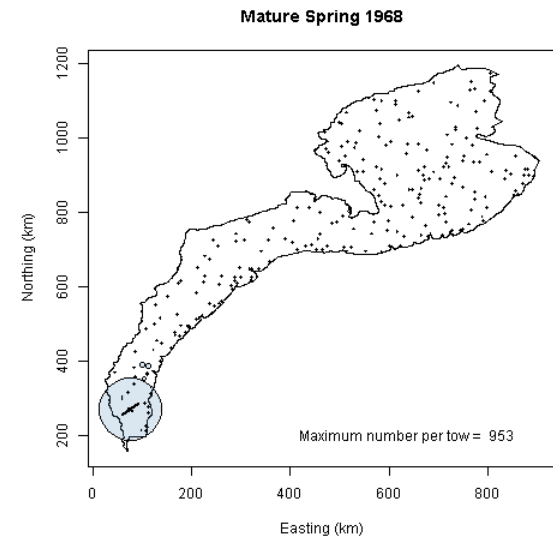 Mature Spring 1968
Northing (km)
1200
1000
800
600
400
200
Maximum number per tow = 953
0 200 400 600 800
Easting (km)